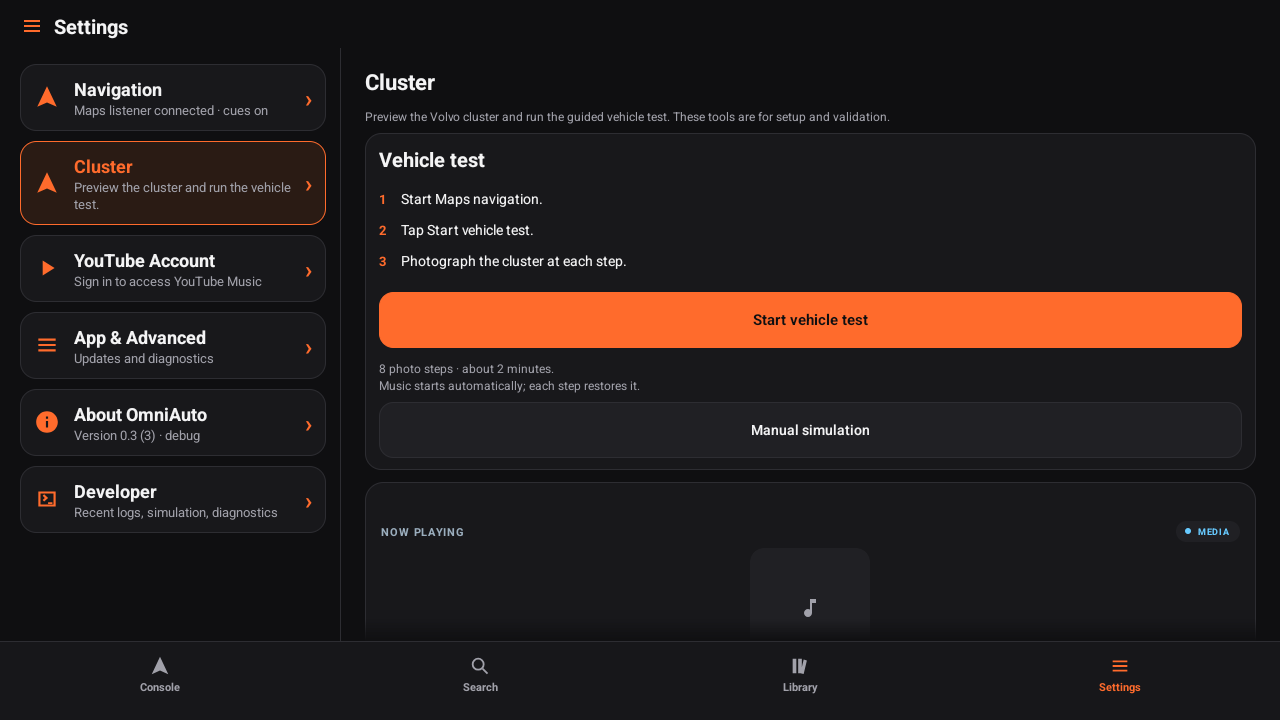 Settings
Navigation
Maps listener connected · cues on
Cluster
Preview the cluster and run the vehicle
test.
YouTube Account
Sign in to access YouTube Music
App & Advanced
Updates and diagnostics
About OmniAuto
Version 0.3 (3) · debug
Developer
Recent logs, simulation, diagnostics
Cluster
Preview the Volvo cluster and run the guided vehicle test. These tools are for setup and validation.
Vehicle test
1 Start Maps navigation.
2 Tap Start vehicle test.
3 Photograph the cluster at each step.
Start vehicle test
8 photo steps · about 2 minutes.
Music starts automatically; each step restores it.
Manual simulation
NOW PLAYING
MEDIA
Console
Search
Library
Settings